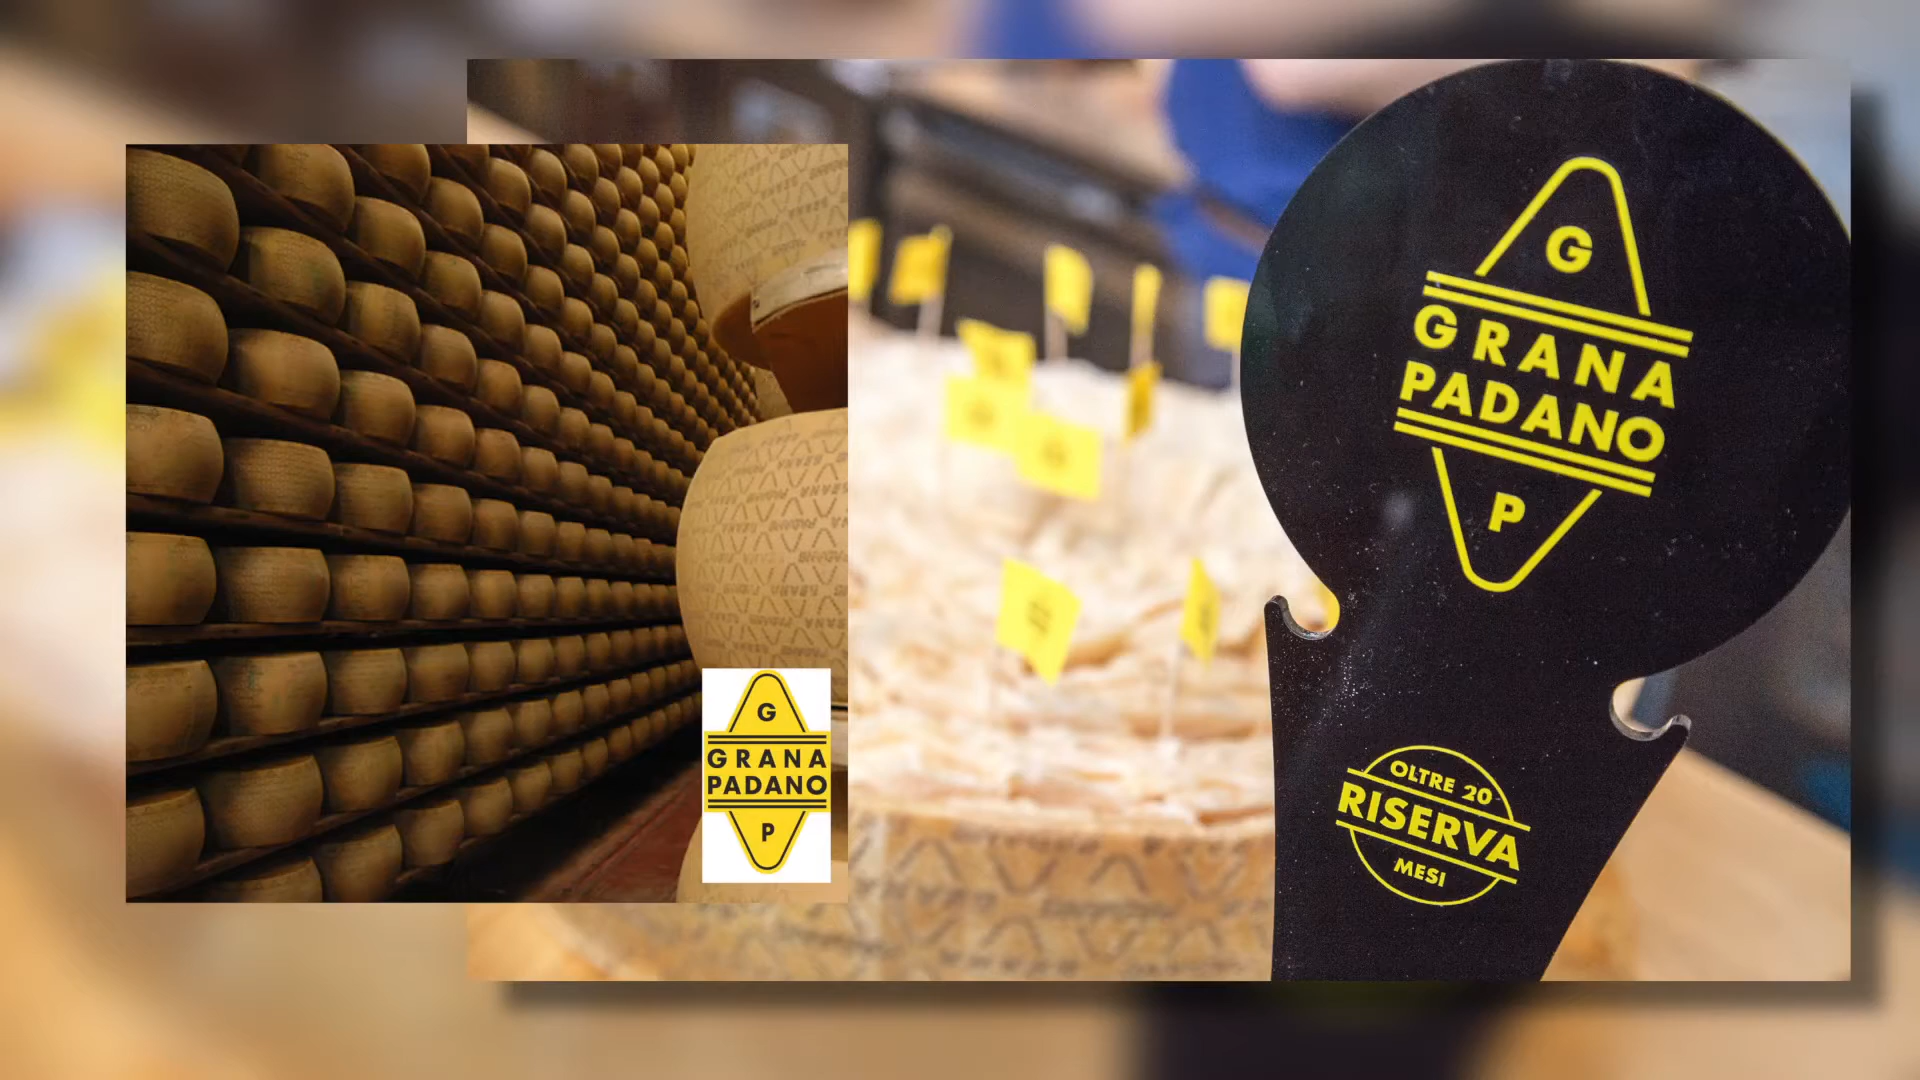 G
GRANA
PADANO
P
G
GRANA
PADANO
P
OLTRE 20
RISERVA
MESI